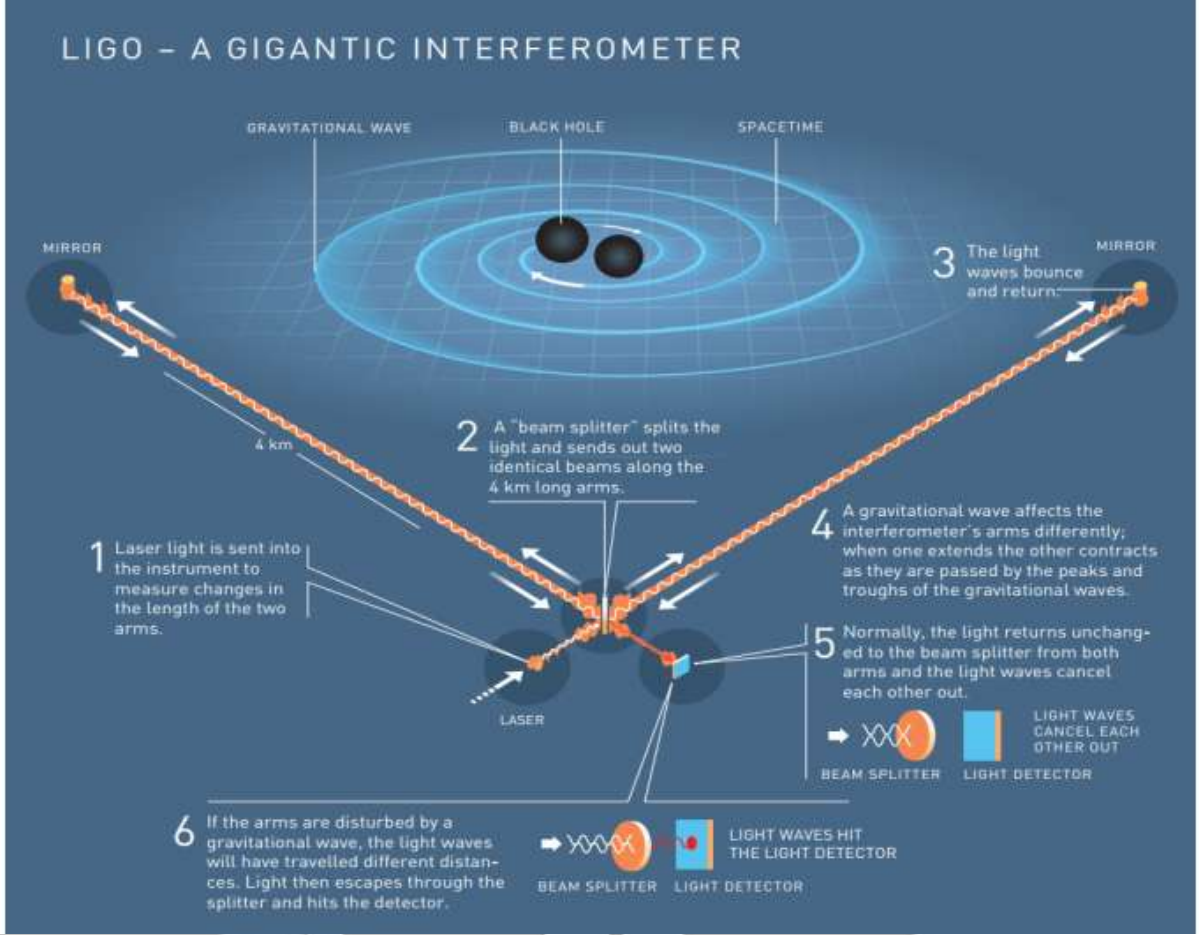 LIGO – A GIGANTIC INTERFEROMETER
GRAVITATIONAL WAVE
BLACK HOLE
SPACETIME
MIRROR
3
The light
waves bounce
and return.
MIRROR
4 km
2
A "beam splitter" splits the
light and sends out two
identical beams along the
4 km long arms.
1
Laser light is sent into
the instrument to
measure changes in
the length of the two
arms.
4
A gravitational wave affects the
interferometer's arms differently;
when one extends the other contracts
as they are passed by the peaks and
troughs of the gravitational waves.
LASER
5
Normally, the light returns unchang-
ed to the beam splitter from both
arms and the light waves cancel
each other out.
LIGHT WAVES
CANCEL EACH
OTHER OUT
BEAM SPLITTER
LIGHT DETECTOR
6
If the arms are disturbed by a
gravitational wave, the light waves
will have travelled different distan-
ces. Light then escapes through the
splitter and hits the detector.
LIGHT WAVES HIT
THE LIGHT DETECTOR
BEAM SPLITTER
LIGHT DETECTOR